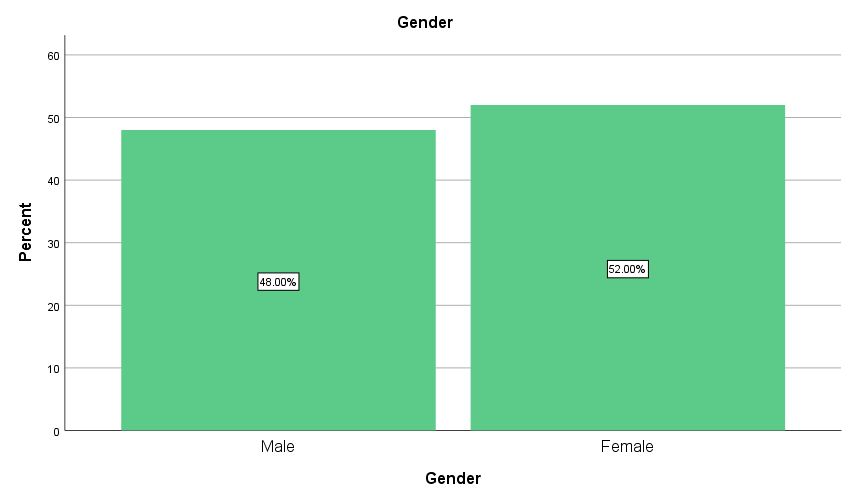 Gender
Percent
60
50
40
30
20
10
0
48.00%
52.00%
Male
Female
Gender